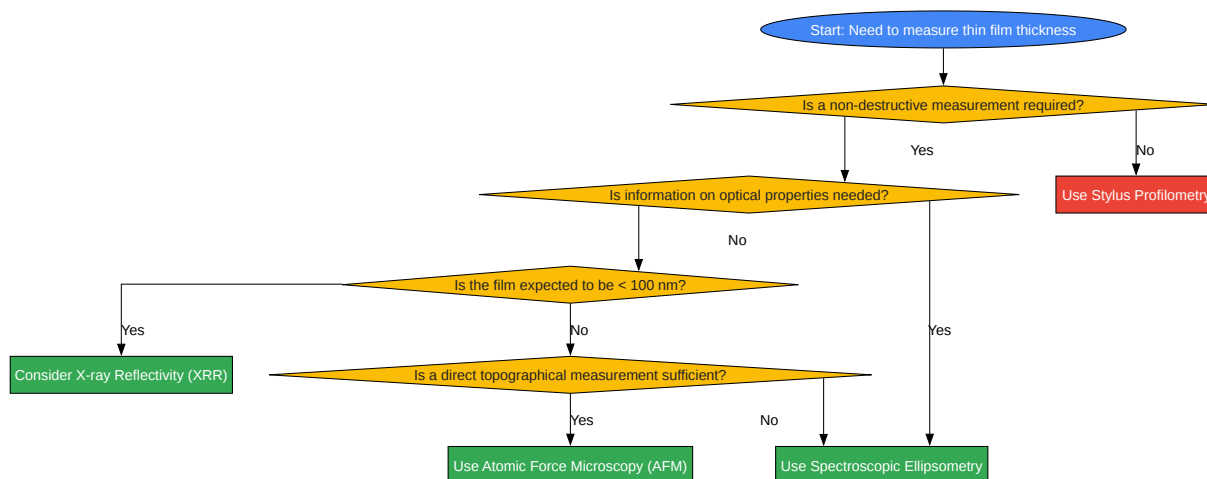 Start: Need to measure thin film thickness
Is a non-destructive measurement required?
Yes
No
Is information on optical properties needed?
Use Stylus Profilometry
No
Is the film expected to be < 100 nm?
Yes
No
Yes
Consider X-ray Reflectivity (XRR)
Is a direct topographical measurement sufficient?
Yes
No
Use Atomic Force Microscopy (AFM)
Use Spectroscopic Ellipsometry